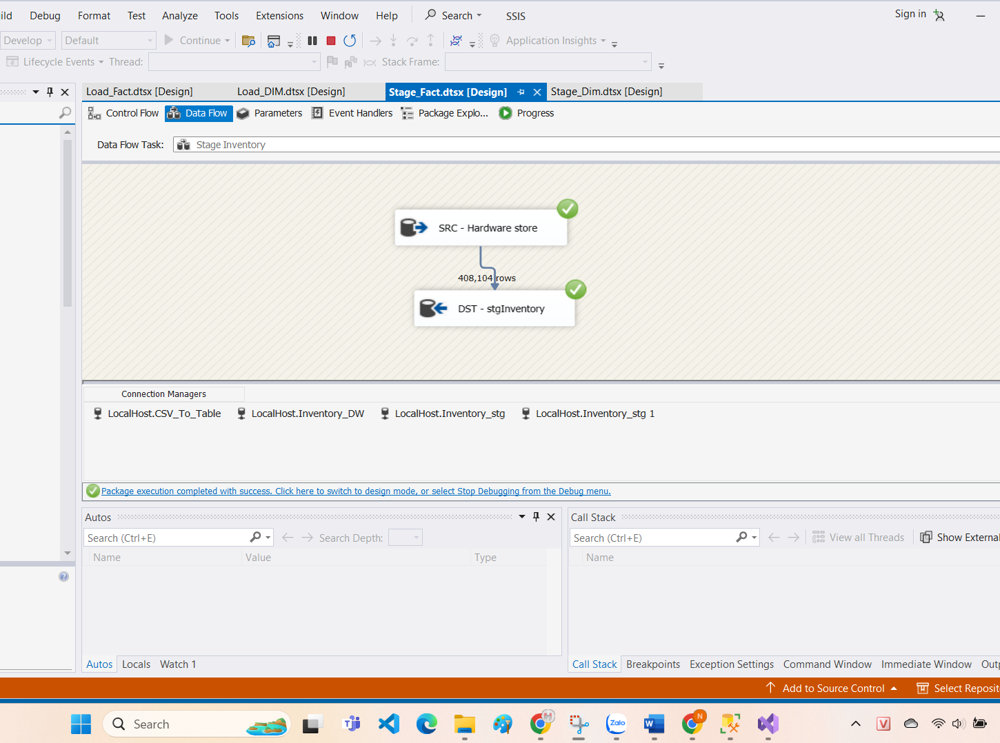 ild Debug Format Test Analyze Tools Extensions Window Help Search SSIS Sign in
Develop Default Continue Application Insights
Lifecycle Events Thread: Stack Frame:
Load_Fact.dtsx [Design] Load_DIM.dtsx [Design] Stage_Fact.dtsx [Design] Stage_Dim.dtsx [Design]
Control Flow Data Flow Parameters Event Handlers Package Explo... Progress
Data Flow Task: Stage Inventory
SRC - Hardware store
408,104 rows
DST - stgInventory
Connection Managers
LocalHost.CSV_To_Table LocalHost.Inventory_DW LocalHost.Inventory_stg LocalHost.Inventory_stg 1
Package execution completed with success. Click here to switch to design mode, or select Stop Debugging from the Debug menu.
Autos Call Stack
Search (Ctrl+E) Search Depth: Search (Ctrl+E) View all Threads Show External
Name Value Type Name
Autos Locals Watch 1 Call Stack Breakpoints Exception Settings Command Window Immediate Window Outp
Add to Source Control Select Reposit
Search Zalo